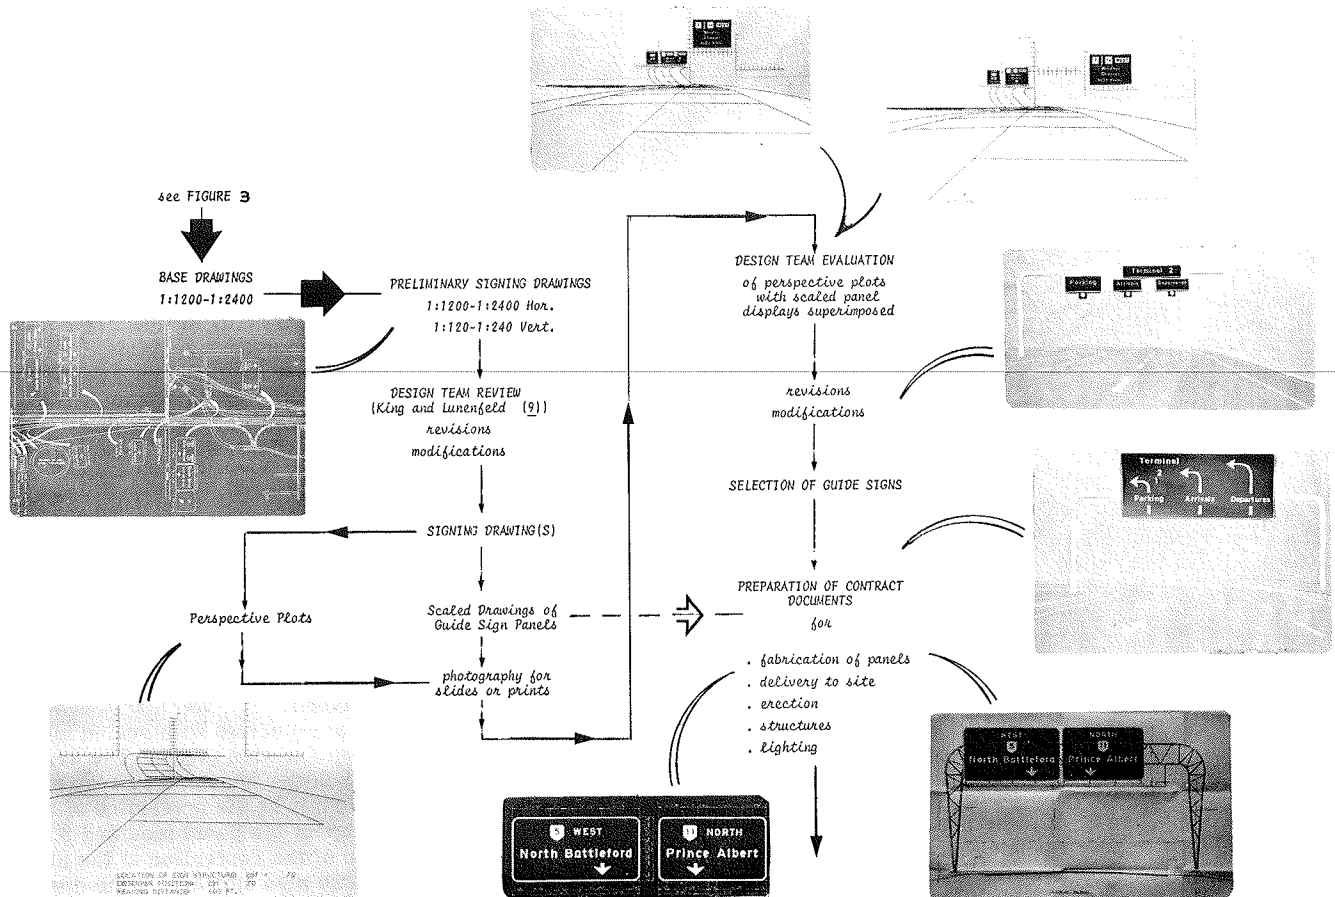 see FIGURE 3
BASE DRAWINGS
1:1200-1:2400
PRELIMINARY SIGNING DRAWINGS
1:1200-1:2400 Hor.
1:120-1:240 Vert.
DESIGN TEAM REVIEW
(King and Lunenfeld (9))
revisions
modifications
SIGNING DRAWING(S)
Perspective Plots
Scaled Drawings of
Guide Sign Panels
photography for
slides or prints
DESIGN TEAM EVALUATION
of perspective plots
with scaled panel
displays superimposed
revisions
modifications
SELECTION OF GUIDE SIGNS
PREPARATION OF CONTRACT
DOCUMENTS
for
. fabrication of panels
. delivery to site
. erection
. structures
. lighting
Terminal 2
Parking Arrivals Departures
Terminal
2
Parking Arrivals Departures
LOCATION OF SIGN STRUCTURE
OBSERVER POSITION
READING DISTANCE
5 WEST
North Battleford
11 NORTH
Prince Albert
WEST
North Battleford
NORTH
11
Prince Albert